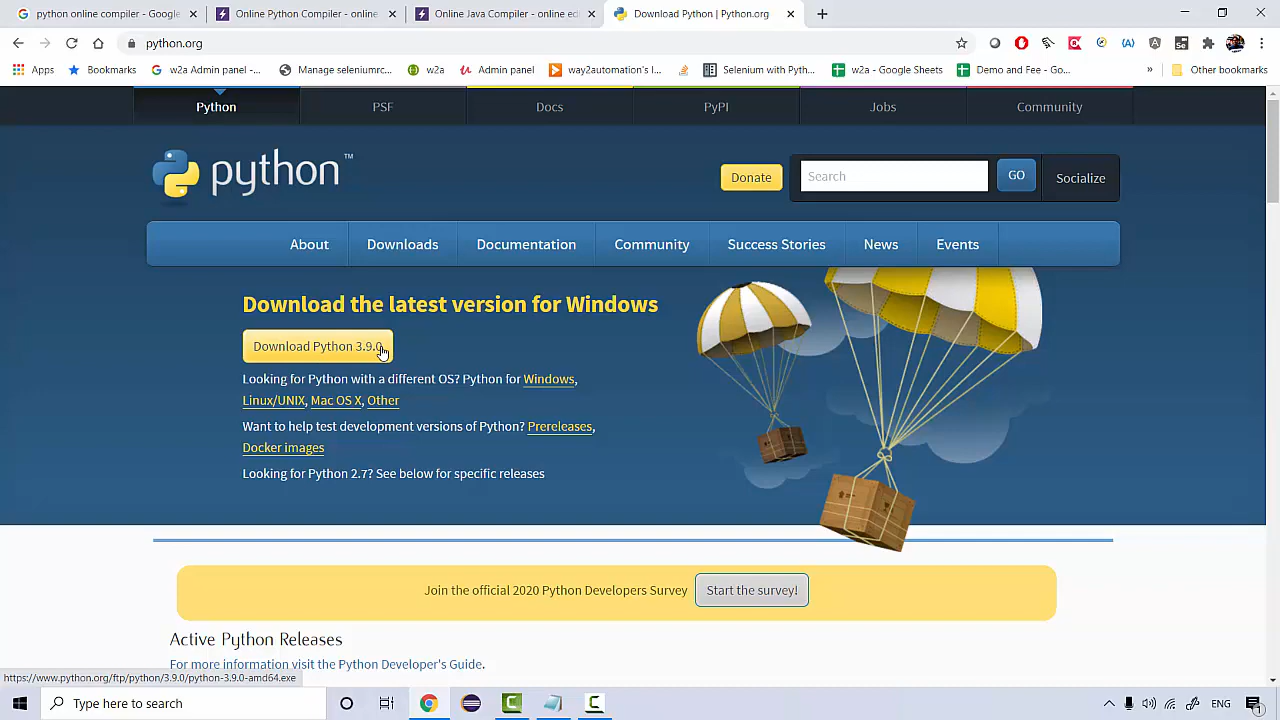 python online compiler - Google
Online Python Compiler - online
Online Java Compiler - online edi
Download Python | Python.org
python.org
Apps
Bookmarks
w2a Admin panel -...
Manage seleniumrc...
w2a
Admin panel
way2automation's I...
Selenium with Pyth...
w2a - Google Sheets
Demo and Fee - Go...
»
Other bookmarks
Python
PSF
Docs
PyPI
Jobs
Community
python™
Donate
Search
GO
Socialize
About
Downloads
Documentation
Community
Success Stories
News
Events
Download the latest version for Windows
Download Python 3.9.0
Looking for Python with a different OS? Python for Windows,
Linux/UNIX, Mac OS X, Other
Want to help test development versions of Python? Prereleases,
Docker images
Looking for Python 2.7? See below for specific releases
Join the official 2020 Python Developers Survey
Start the survey!
Active Python Releases
For more information visit the Python Developer's Guide.
https://www.python.org/ftp/python/3.9.0/python-3.9.0-amd64.exe
Type here to search
ENG